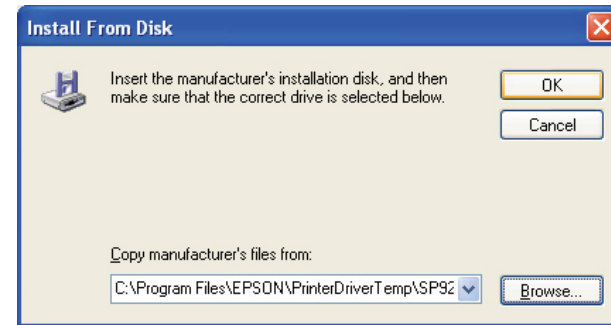 Install From Disk
Insert the manufacturer's installation disk, and then
make sure that the correct drive is selected below.
OK
Cancel
Copy manufacturer's files from:
C:\Program Files\EPSON\PrinterDriverTemp\SP92
Browse...